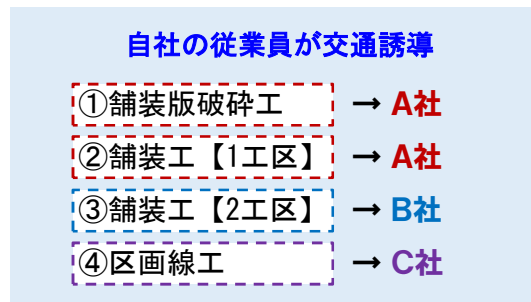 自社の従業員が交通誘導
①舗装版破砕工 → A社
②舗装工【1工区】 → A社
③舗装工【2工区】 → B社
④区画線工 → C社